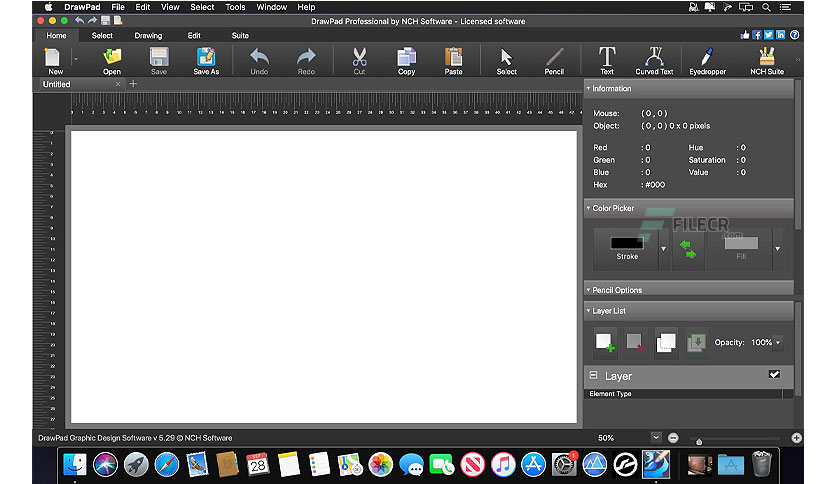 DrawPad File Edit View Select Tools Window Help
DrawPad Professional by NCH Software - Licensed software
Home Select Drawing Edit Suite
New Open Save Save As Undo Redo Cut Copy Paste Select Pencil Text Curved Text Eyedropper NCH Suite
Untitled
Information
Mouse: ( 0 , 0 )
Object: ( 0 , 0 ) 0 x 0 pixels
Red : 0 Hue : 0
Green : 0 Saturation : 0
Blue : 0 Value : 0
Hex : #000
Color Picker
FILECR
.com
Stroke Fill
Pencil Options
Layer List
Opacity: 100%
Layer
Element Type
DrawPad Graphic Design Software v 5.29 © NCH Software 50%
28
1